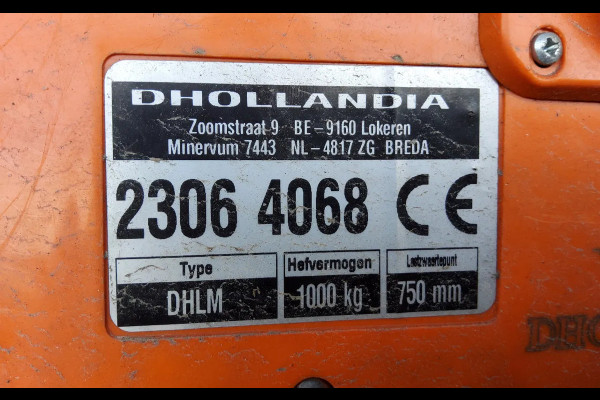 DHOLLANDIA
Zoomstraat 9 BE-9160 Lokeren
Minervum 7443 NL-4817 ZG BREDA
2306 4068 CE
Type Hefvermogen Lastzwaartepunt
DHLM 1000 kg 750 mm
DHO